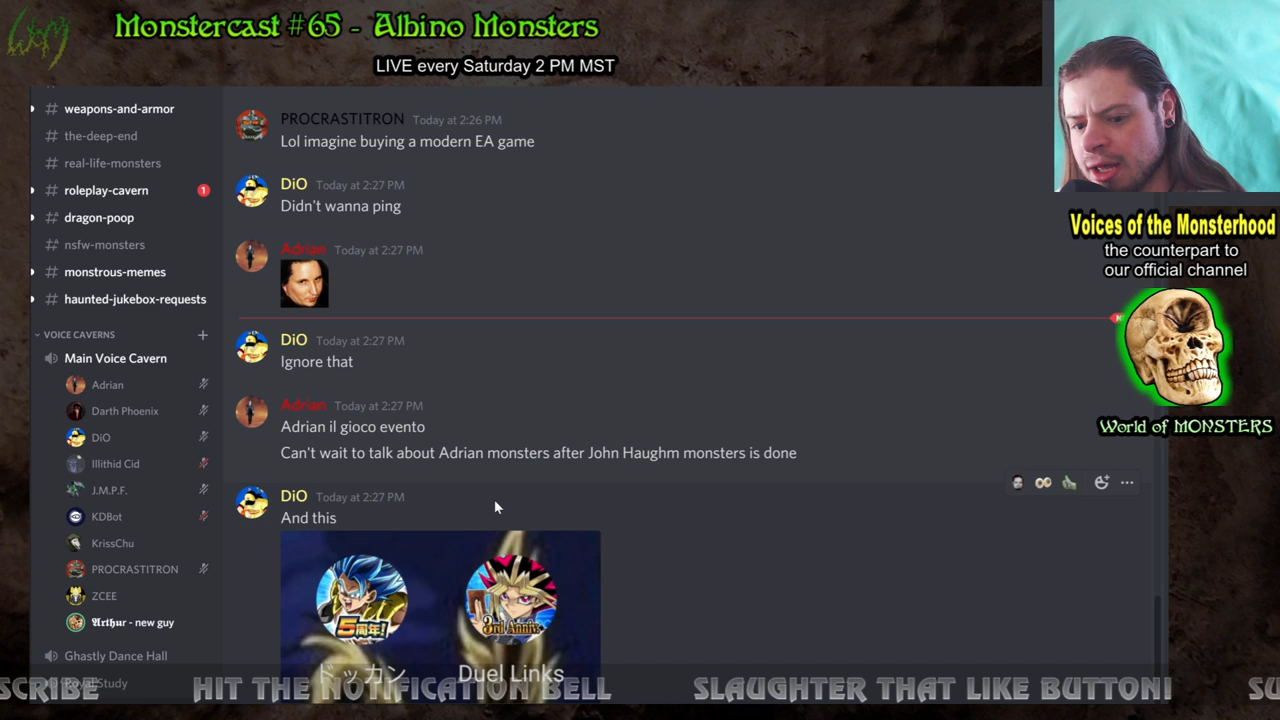 Monstercast #65 - Albino Monsters
LIVE every Saturday 2 PM MST
weapons-and-armor
the-deep-end
real-life-monsters
roleplay-cavern
1
dragon-poop
nsfw-monsters
monstrous-memes
haunted-jukebox-requests
VOICE CAVERNS
Main Voice Cavern
Adrian
Darth Phoenix
DiO
Illithid Cid
J.M.P.F.
KDBot
KrissChu
PROCRASTITRON
ZCEE
𝕬𝖗𝖙𝖍𝖚𝖗 - new guy
Ghastly Dance Hall
Study
PROCRASTITRON Today at 2:26 PM
Lol imagine buying a modern EA game
DiO Today at 2:27 PM
Didn't wanna ping
Adrian Today at 2:27 PM
DiO Today at 2:27 PM
Ignore that
Adrian Today at 2:27 PM
Adrian il gioco evento
Can't wait to talk about Adrian monsters after John Haughm monsters is done
DiO Today at 2:27 PM
And this
5周年!
3rd Anniv.
ドッカン Duel Links
Voices of the Monsterhood
the counterpart to
our official channel
World of MONSTERS
SCRIBE HIT THE NOTIFICATION BELL SLAUGHTER THAT LIKE BUTTON! SU